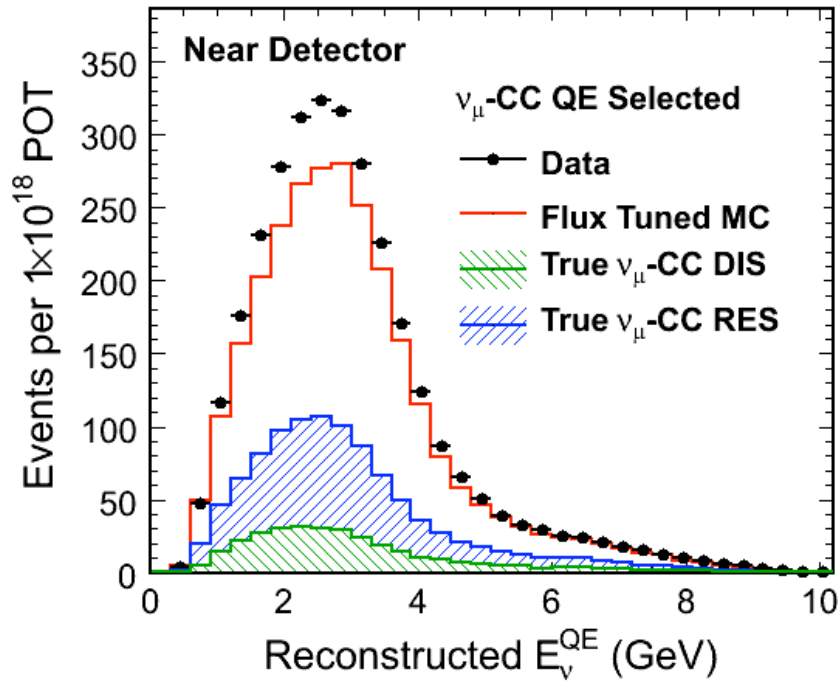 Near Detector
νμ-CC QE Selected
Data
Flux Tuned MC
True νμ-CC DIS
True νμ-CC RES
Events per 1×10^18 POT
350
300
250
200
150
100
50
0
0 2 4 6 8 10
Reconstructed E_ν^QE (GeV)